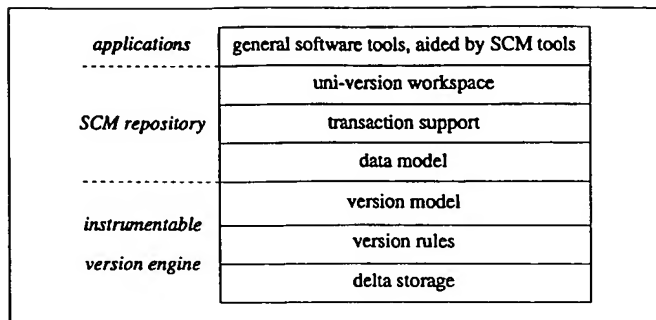 applications
general software tools, aided by SCM tools
uni-version workspace
SCM repository
transaction support
data model
version model
instrumentable
version rules
version engine
delta storage